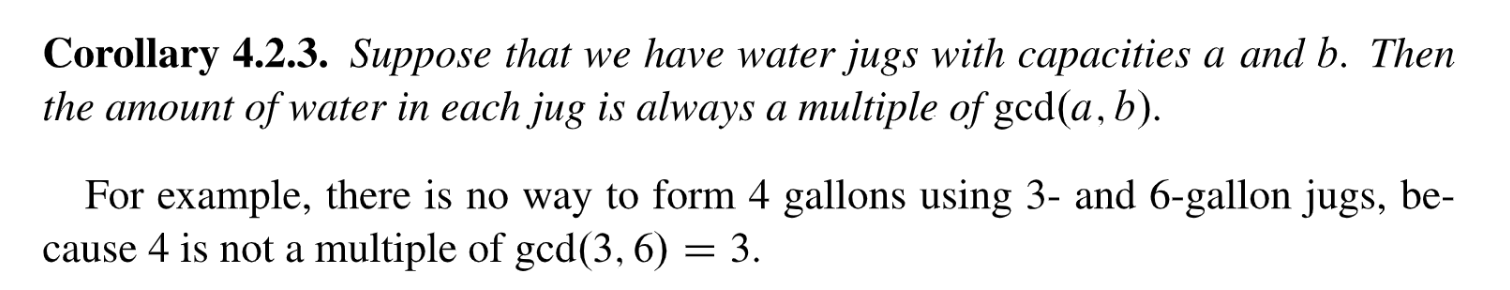 Corollary 4.2.3. Suppose that we have water jugs with capacities a and b. Then
the amount of water in each jug is always a multiple of gcd(a, b).
For example, there is no way to form 4 gallons using 3- and 6-gallon jugs, be-
cause 4 is not a multiple of gcd(3, 6) = 3.